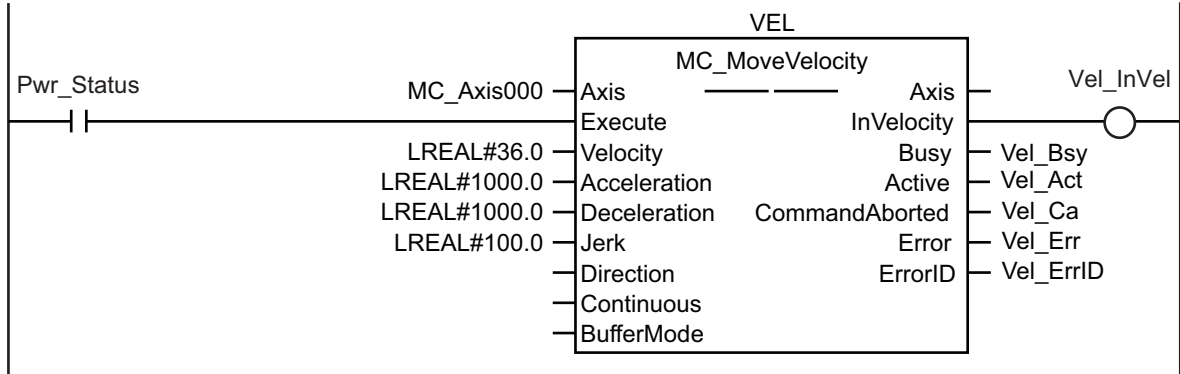 VEL
MC_MoveVelocity
Pwr_Status
MC_Axis000 Axis Axis
Vel_InVel
Execute InVelocity
LREAL#36.0 Velocity Busy Vel_Bsy
LREAL#1000.0 Acceleration Active Vel_Act
LREAL#1000.0 Deceleration CommandAborted Vel_Ca
LREAL#100.0 Jerk Error Vel_Err
Direction ErrorID Vel_ErrID
Continuous
BufferMode